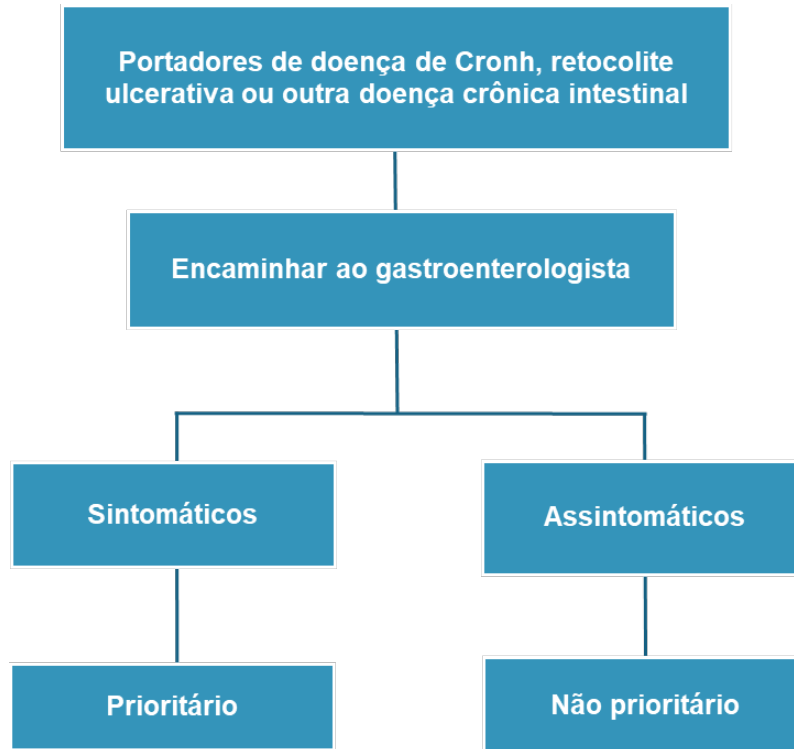 Portadores de doença de Cronh, retocolite
ulcerativa ou outra doença crônica intestinal
Encaminhar ao gastroenterologista
Sintomáticos
Assintomáticos
Prioritário
Não prioritário